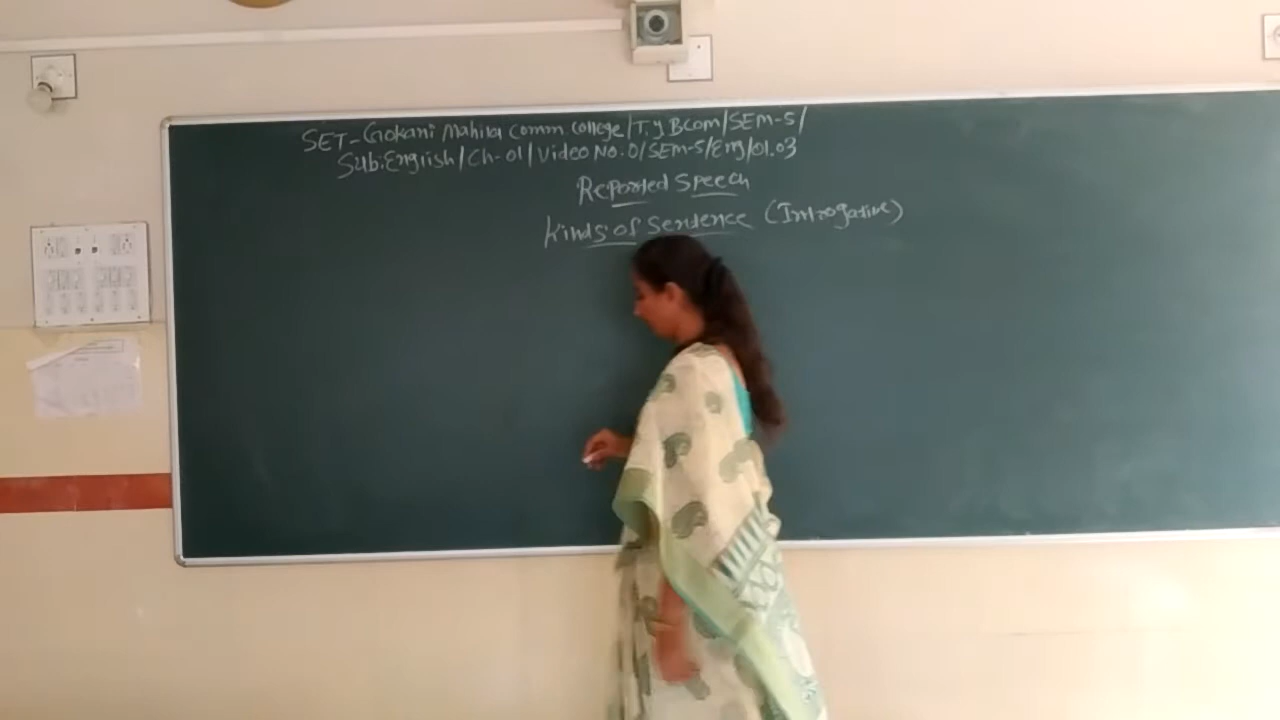 SET-Gokani Mahila Comm College/T.Y BCom/SEM-5/
Sub:English/Ch-01/Video No.0/SEM-5/Eng/01.03
Reported Speech
Kinds of Sentence (Introgative)